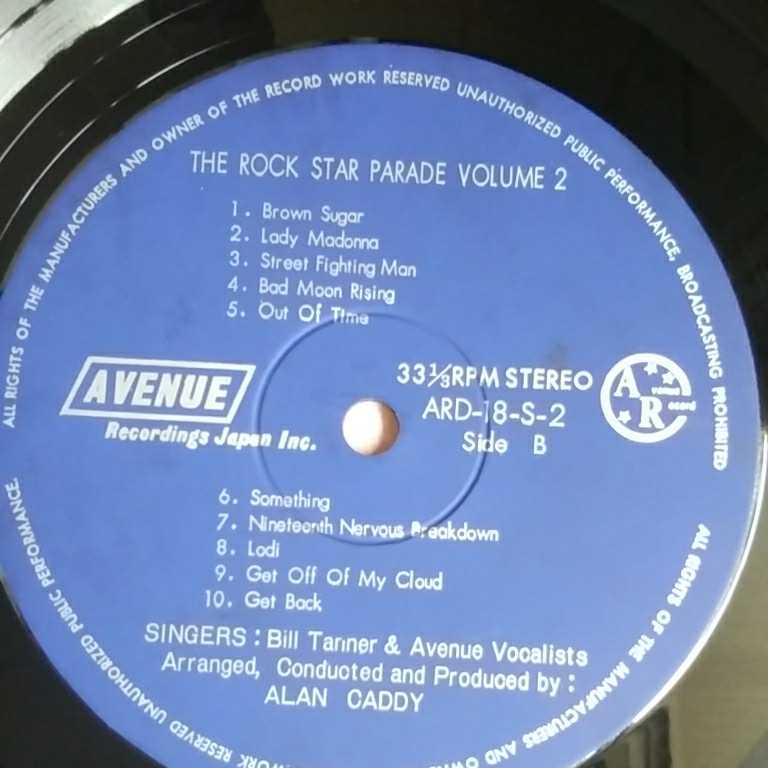 ALL RIGHTS OF THE MANUFACTURERS AND OWNER OF THE RECORD WORK RESERVED UNAUTHORIZED PUBLIC PERFORMANCE, BROADCASTING PROHIBITED
THE ROCK STAR PARADE VOLUME 2
1. Brown Sugar
2. Lady Madonna
3. Street Fighting Man
4. Bad Moon Rising
5. Out Of Time
AVENUE
Recordings Japan Inc.
33⅓RPM STEREO
ARD-18-S-2
Side B
Avenue
Record
6. Something
7. Nineteenth Nervous Breakdown
8. Lodi
9. Get Off Of My Cloud
10. Get Back
SINGERS : Bill Tanner & Avenue Vocalists
Arranged, Conducted and Produced by :
ALAN CADDY
ALL RIGHTS OF THE MANUFACTURERS AND
WORK RESERVED UNAUTHORIZED PUBLIC PERFORMANCE.